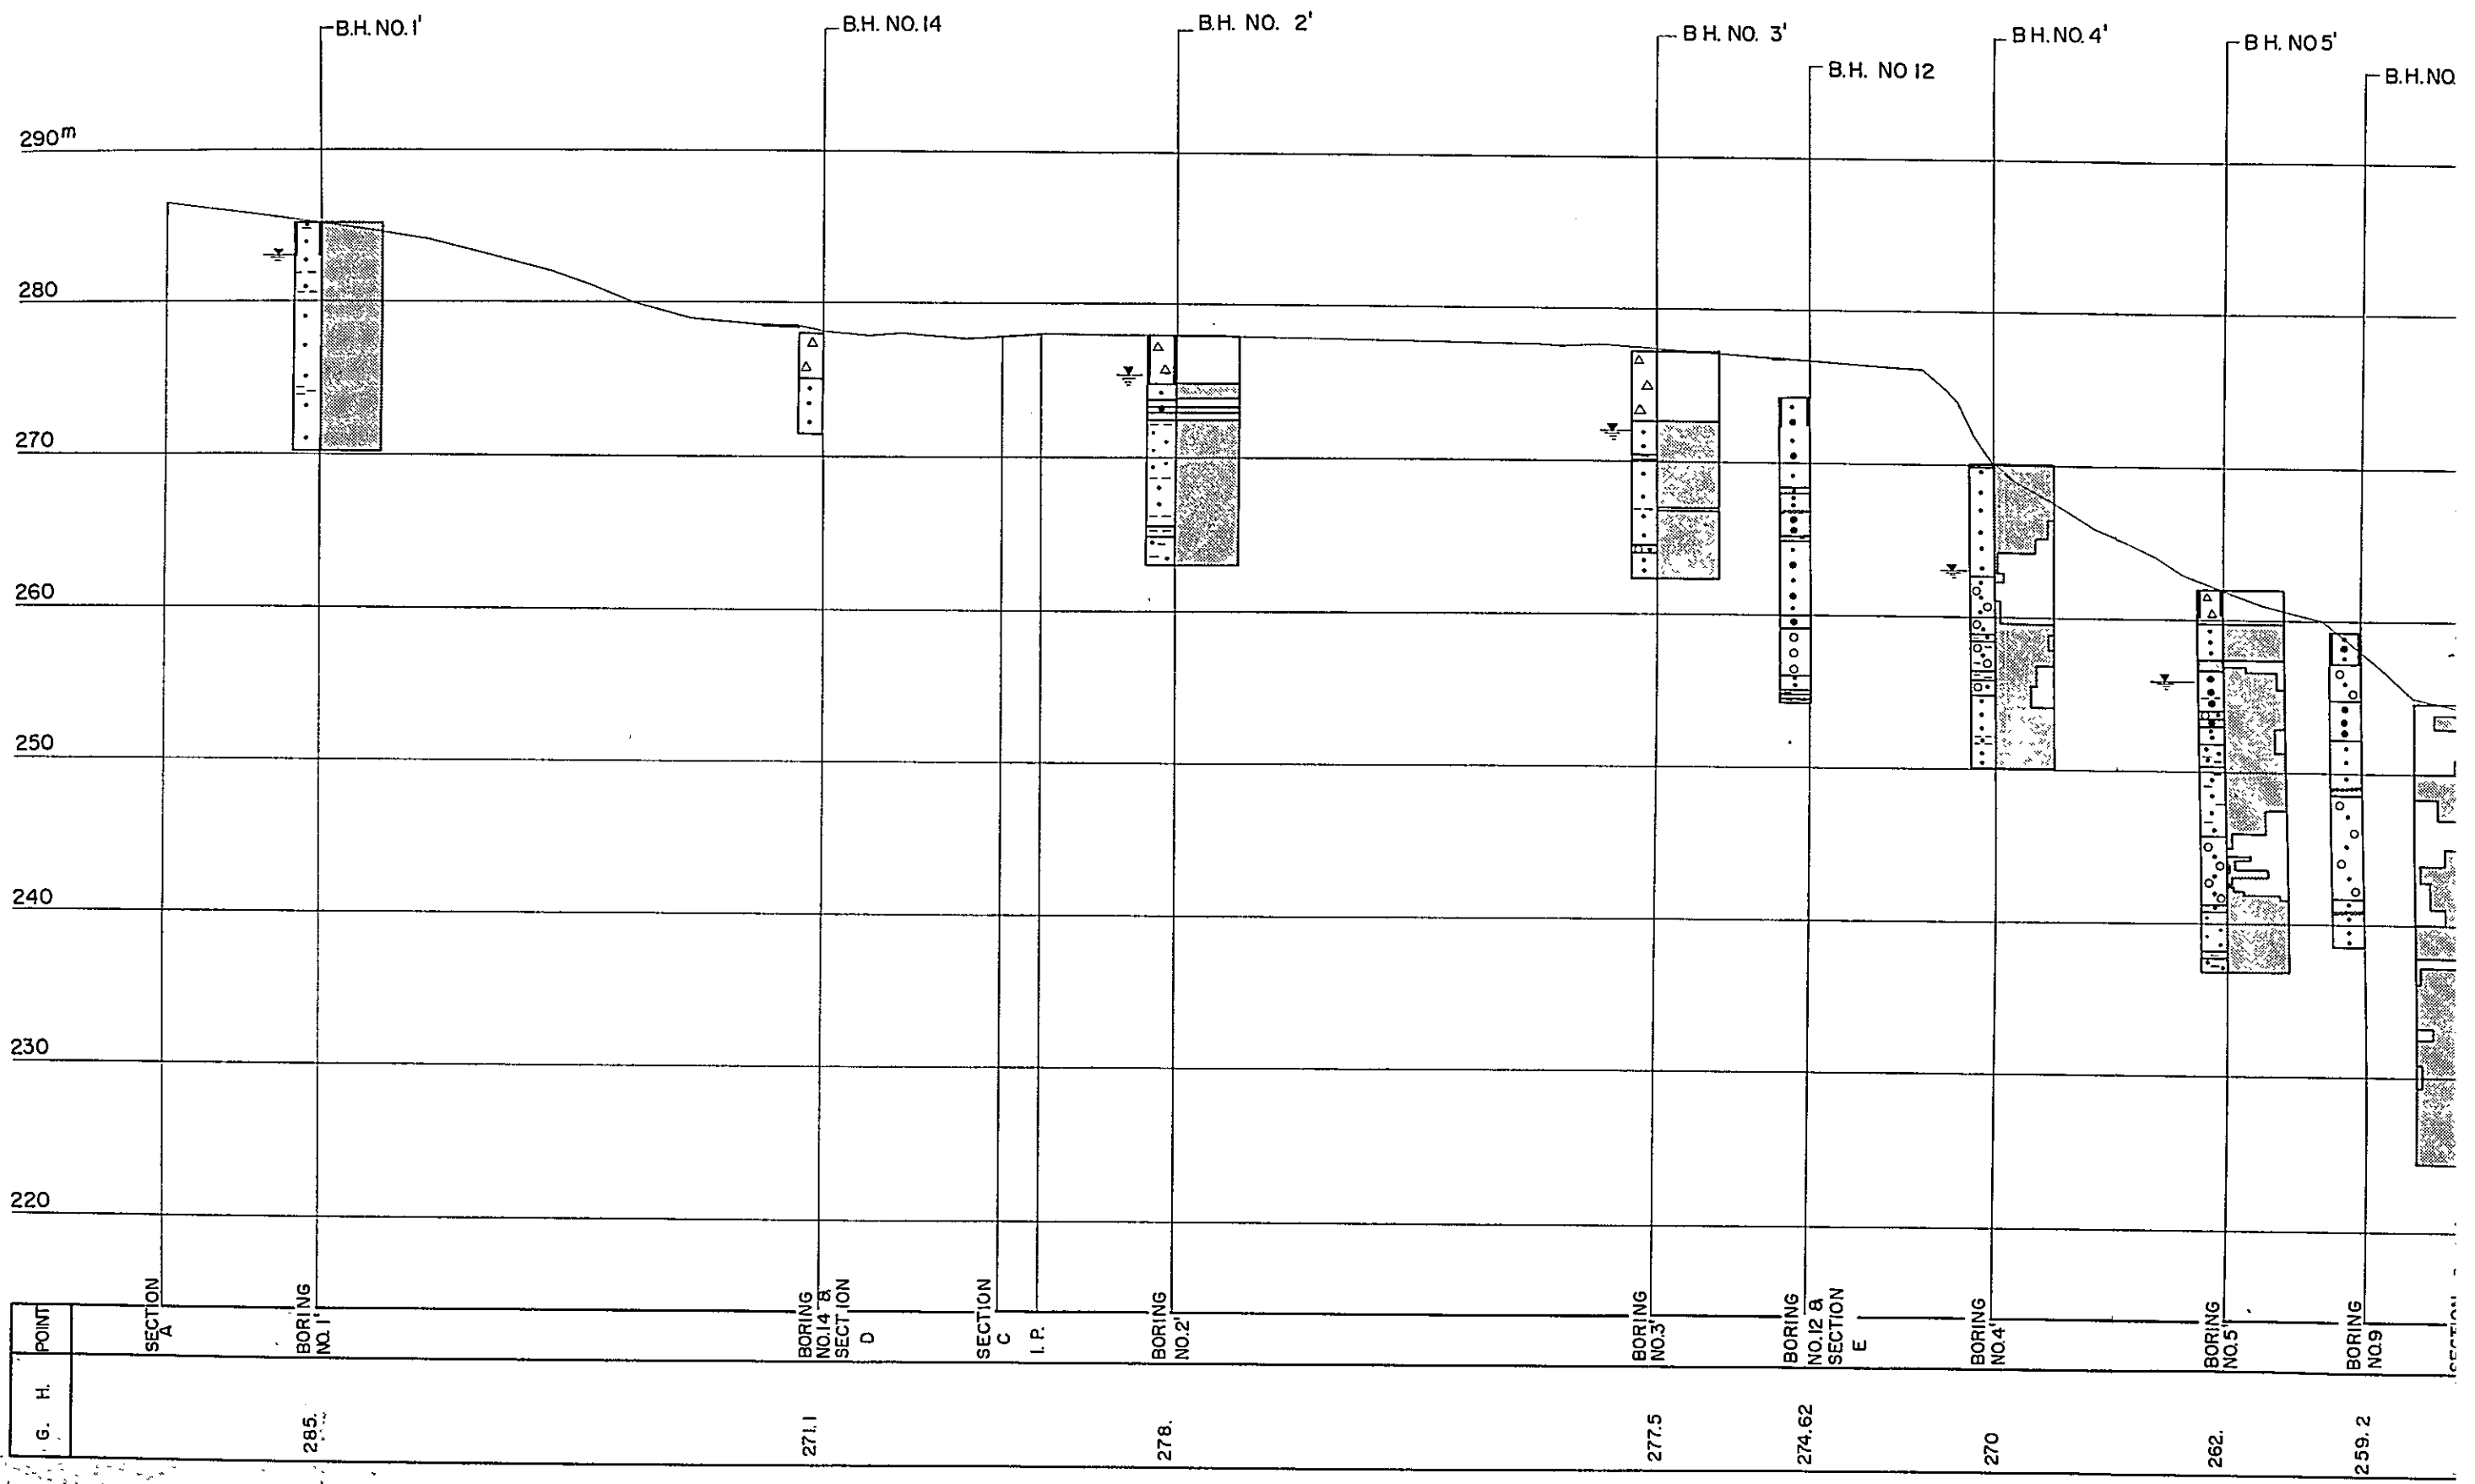 B.H. NO.1'
B.H. NO.14
B.H. NO. 2'
B H. NO. 3'
B.H. NO 12
B H. NO.4'
B H. NO 5'
B.H. NO
290m
280
270
260
250
240
230
220
POINT
SECTION
A
BORING
NO.1'
BORING
NO.14 &
SECTION
D
SECTION
C
I.P.
BORING
NO.2'
BORING
NO.3'
BORING
NO.12 &
SECTION
E
BORING
NO.4'
BORING
NO.5'
BORING
NO.9
SECTION
G. H.
285.
271.1
278.
277.5
274.62
270
262.
259.2